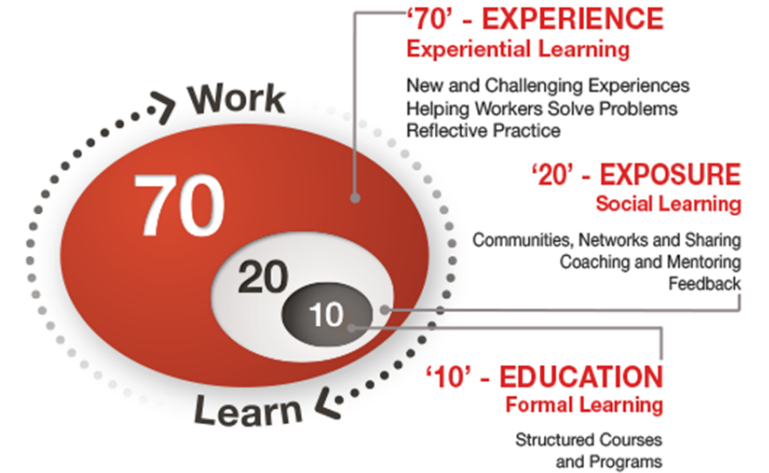 Work
70
20
10
Learn
‘70’ - EXPERIENCE
Experiential Learning
New and Challenging Experiences
Helping Workers Solve Problems
Reflective Practice
‘20’ - EXPOSURE
Social Learning
Communities, Networks and Sharing
Coaching and Mentoring
Feedback
‘10’ - EDUCATION
Formal Learning
Structured Courses
and Programs